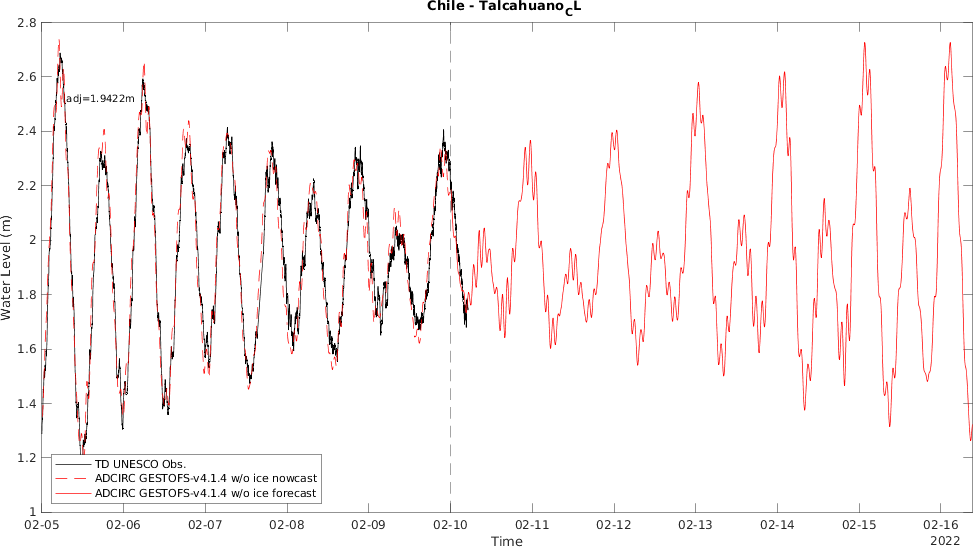 Chile - Talcahuano_CL
2.8
2.6
adj=1.9422m
2.4
2.2
2
1.8
1.6
1.4
1.2
1
Water Level (m)
TD UNESCO Obs.
ADCIRC GESTOFS-v4.1.4 w/o ice nowcast
ADCIRC GESTOFS-v4.1.4 w/o ice forecast
02-05 02-06 02-07 02-08 02-09 02-10 02-11 02-12 02-13 02-14 02-15 02-16
Time
2022